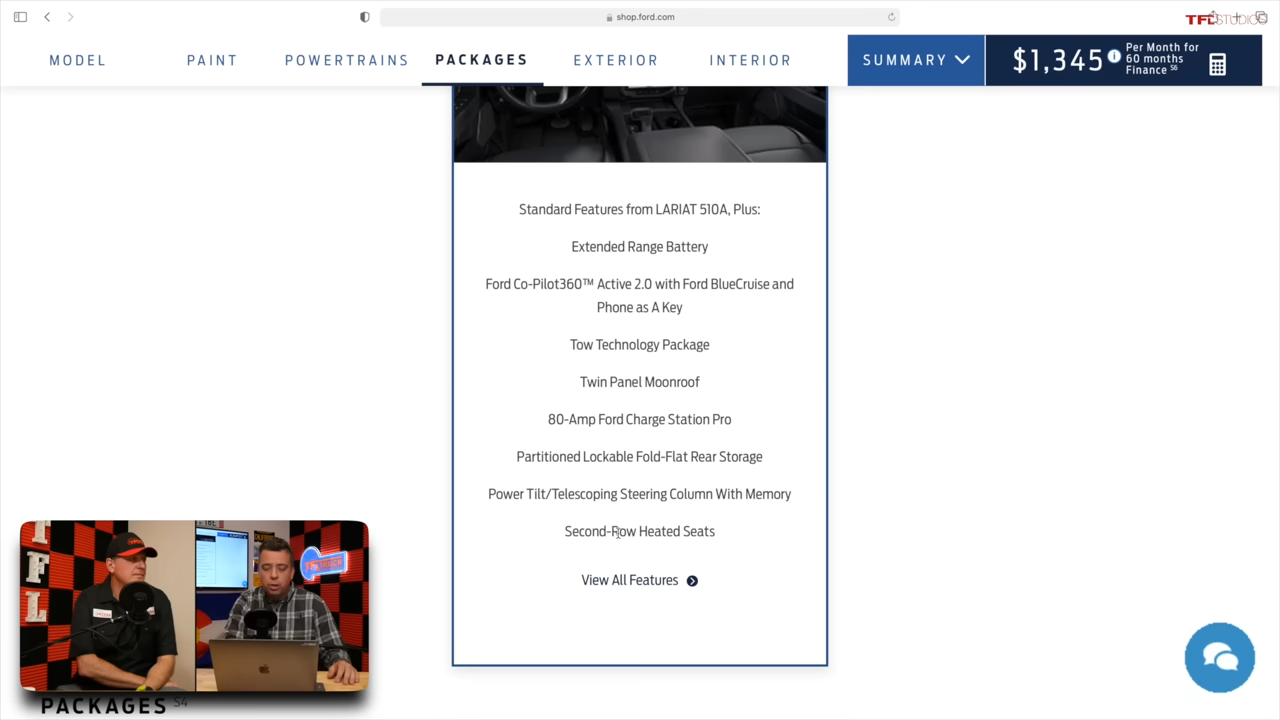 shop.ford.com
TFLSTUDIOS
MODEL
PAINT
POWERTRAINS
PACKAGES
EXTERIOR
INTERIOR
SUMMARY
$1,345
Per Month for
60 months
Finance S6
Standard Features from LARIAT 510A, Plus:
Extended Range Battery
Ford Co-Pilot360™ Active 2.0 with Ford BlueCruise and
Phone as A Key
Tow Technology Package
Twin Panel Moonroof
80-Amp Ford Charge Station Pro
Partitioned Lockable Fold-Flat Rear Storage
Power Tilt/Telescoping Steering Column With Memory
Second-Row Heated Seats
View All Features
T
F
L
PACKAGES S4